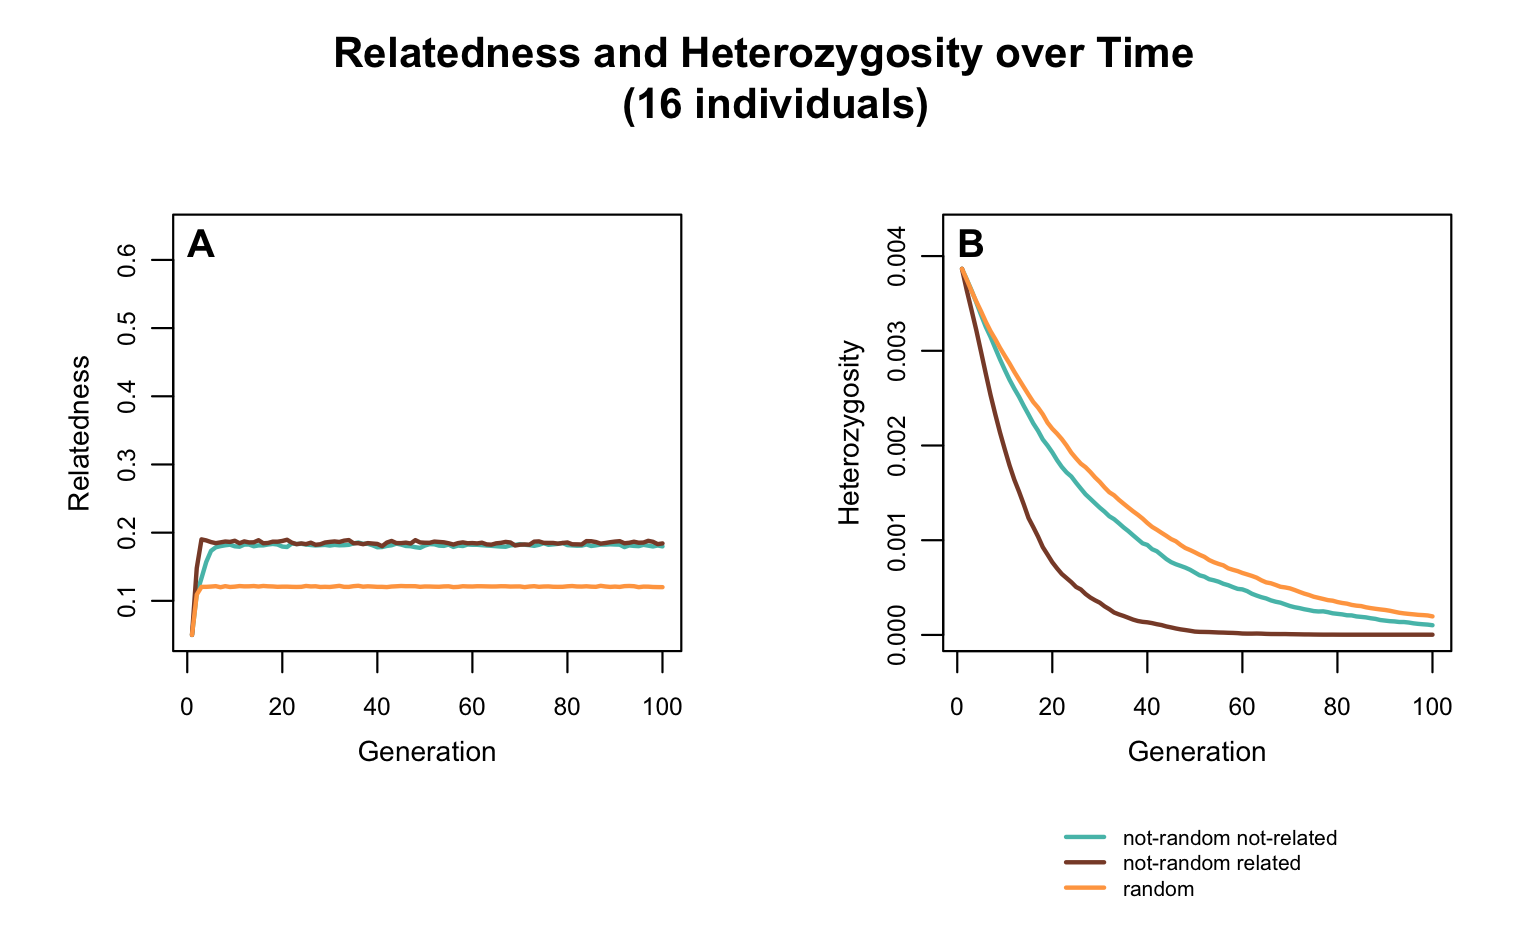 Relatedness and Heterozygosity over Time
(16 individuals)
A
Relatedness
0.6
0.5
0.4
0.3
0.2
0.1
0 20 40 60 80 100
Generation
B
Heterozygosity
0.004
0.003
0.002
0.001
0.000
0 20 40 60 80 100
Generation
not-random not-related
not-random related
random